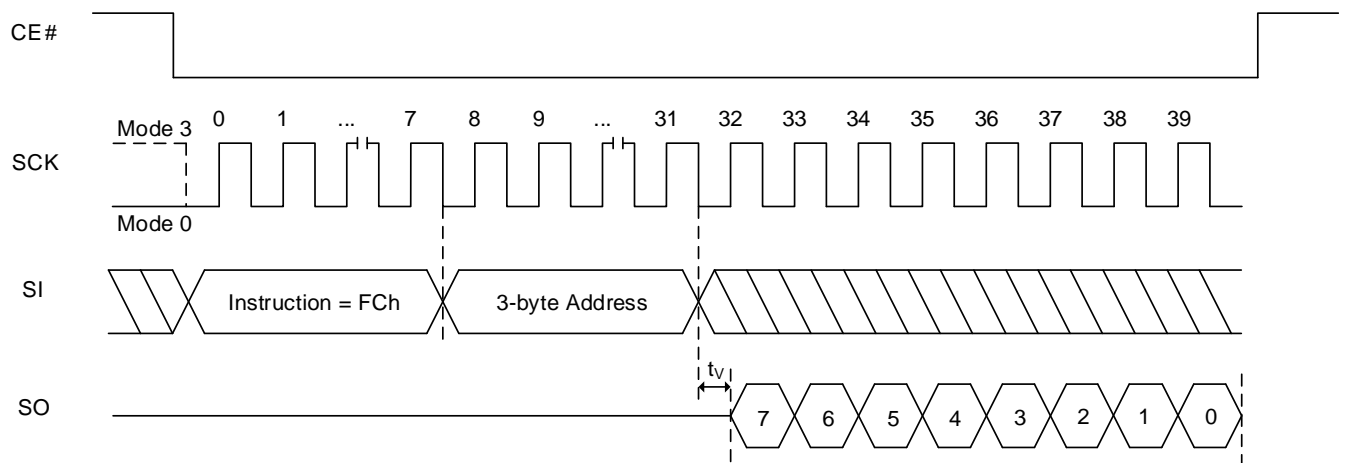 CE#
0 1 ... 7 8 9 ... 31 32 33 34 35 36 37 38 39
Mode 3
SCK
Mode 0
SI
Instruction = FCh 3-byte Address
tV
SO
7 6 5 4 3 2 1 0